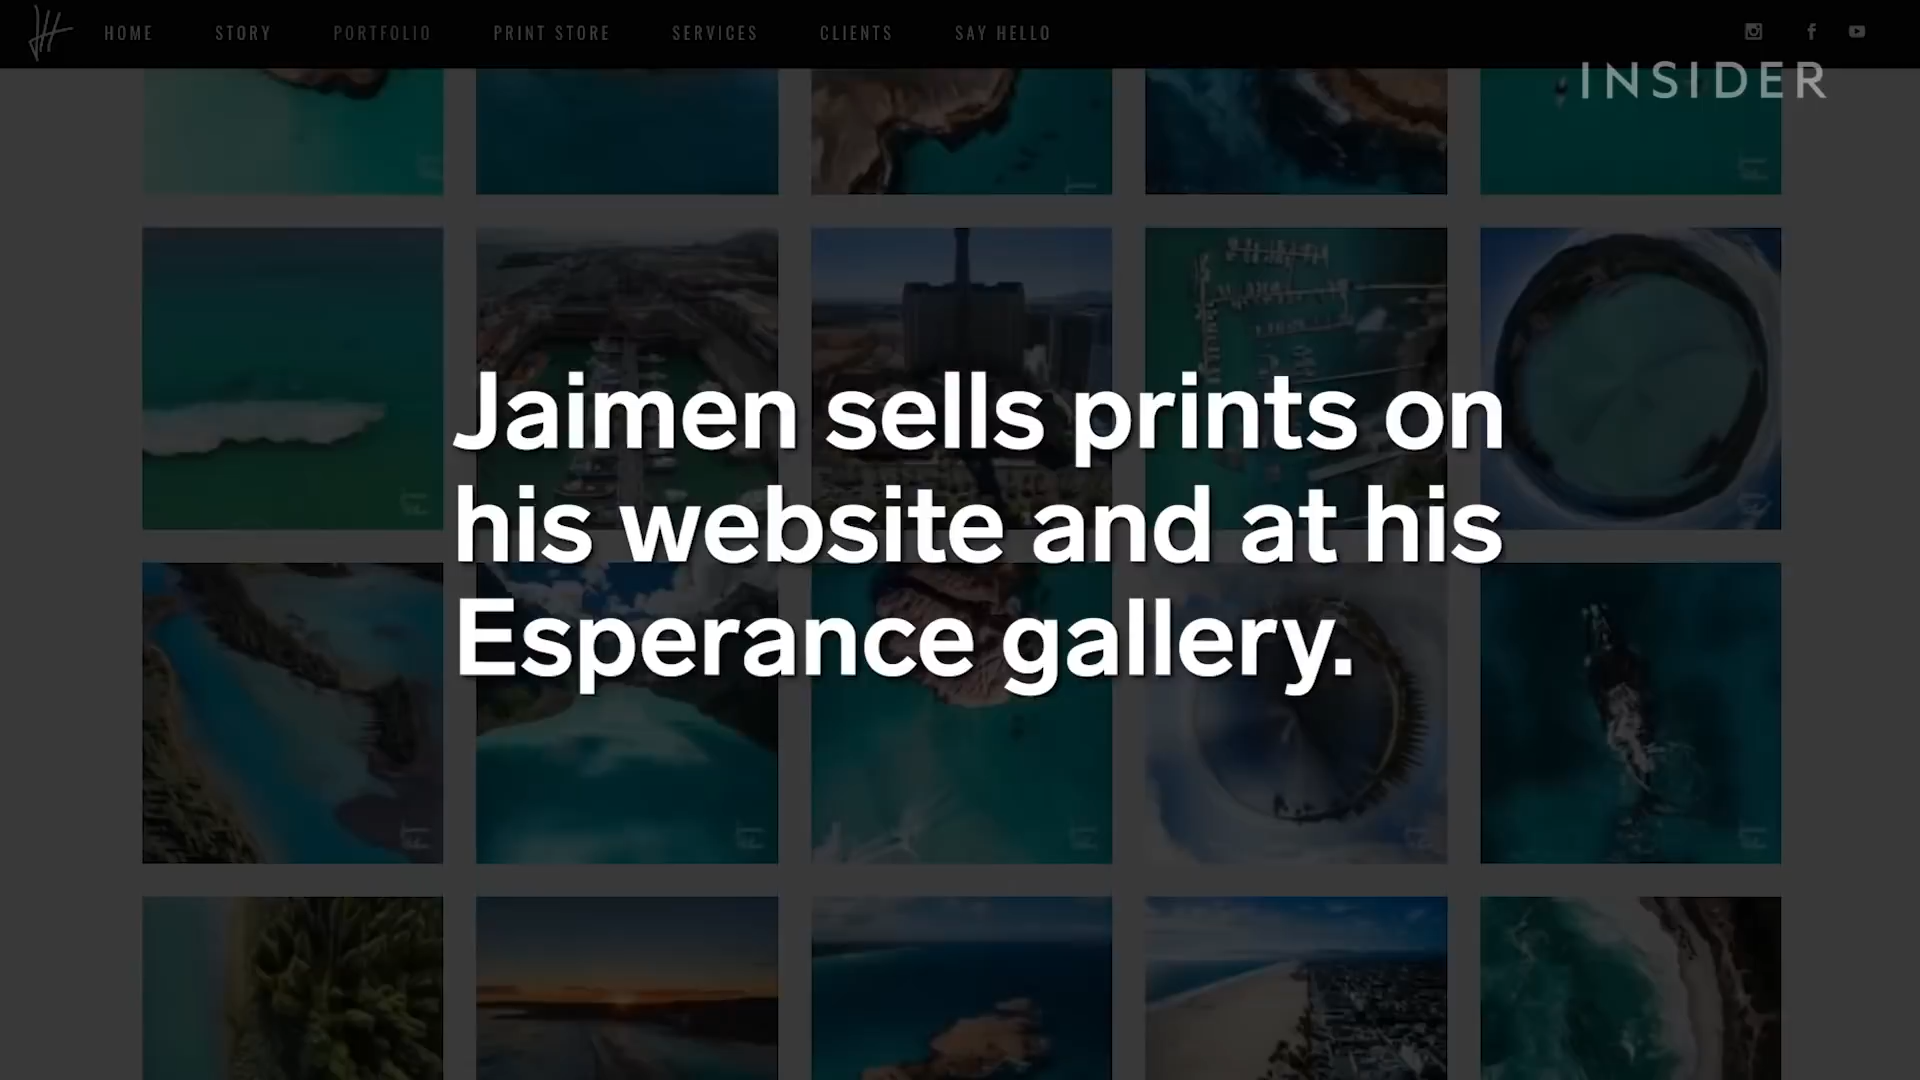 HOME STORY PORTFOLIO PRINT STORE SERVICES CLIENTS SAY HELLO
INSIDER
Jaimen sells prints on
his website and at his
Esperance gallery.